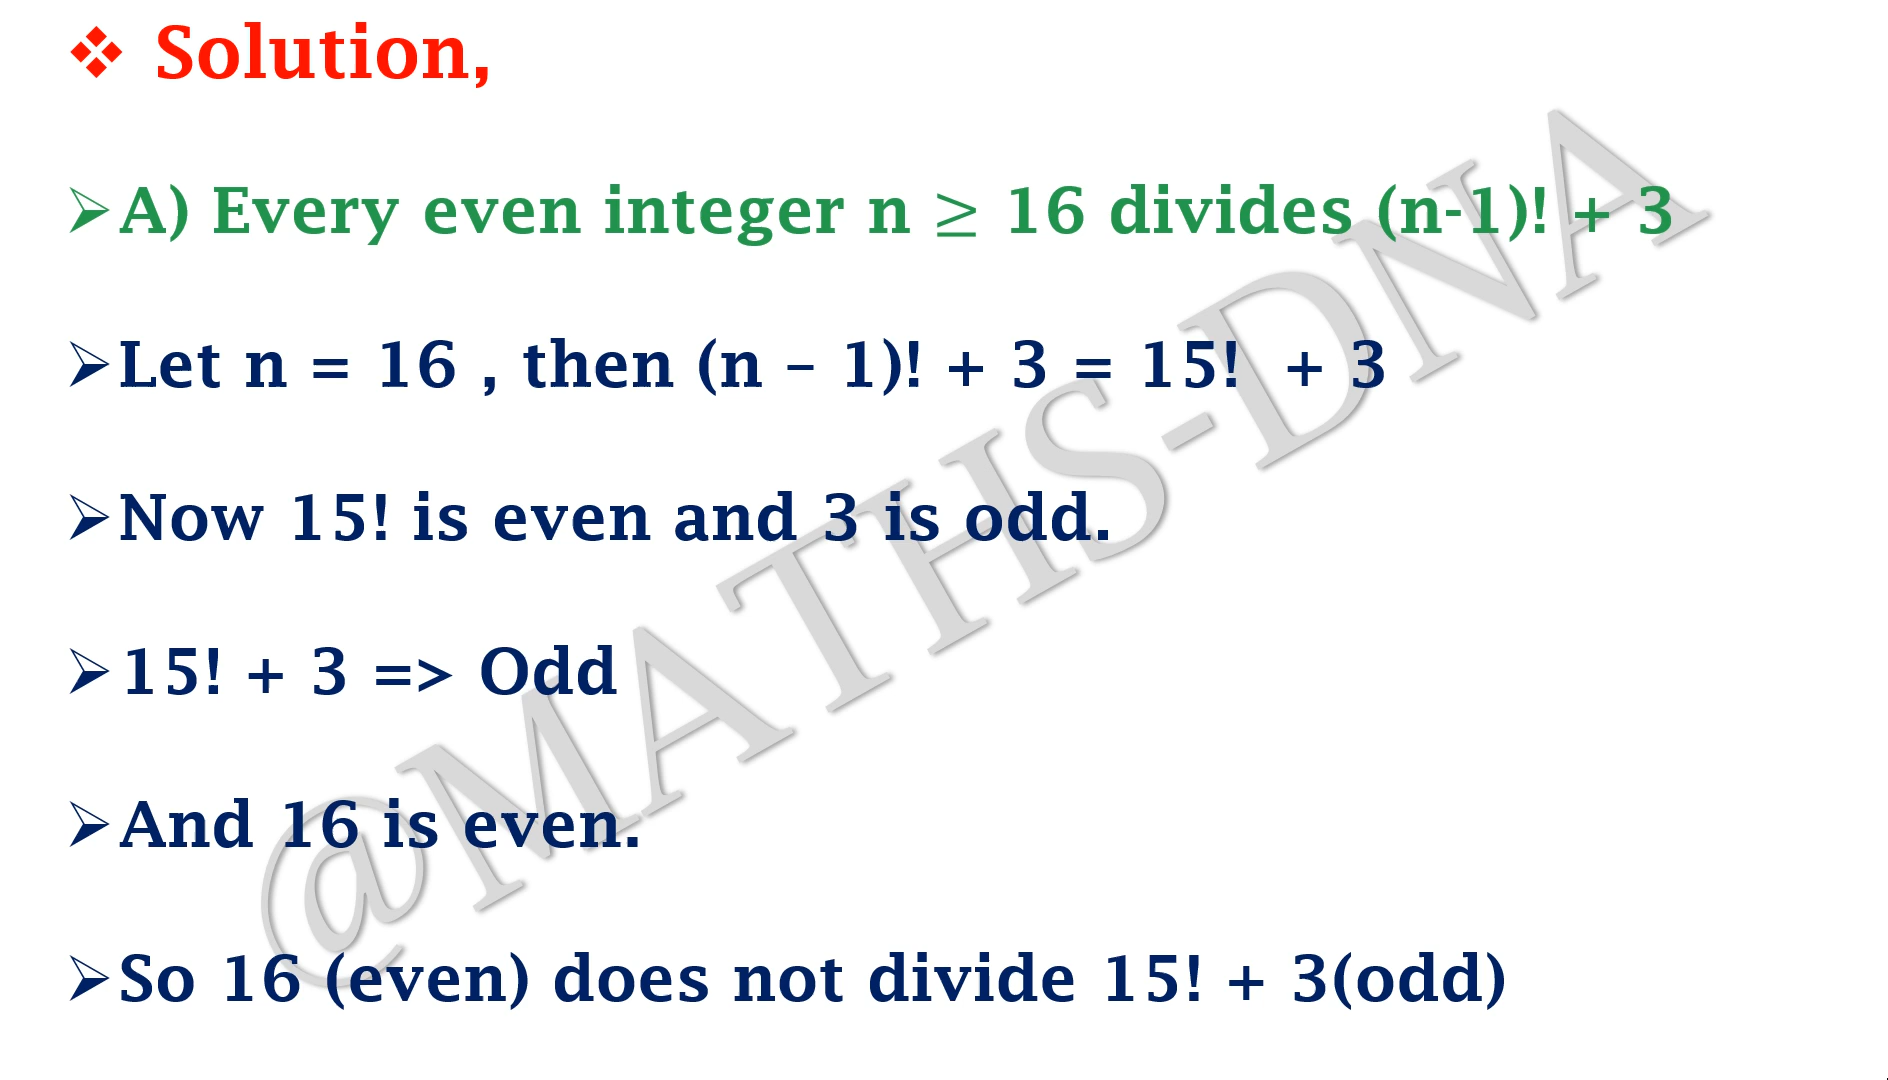 ❖ Solution,
➢A) Every even integer n ≥ 16 divides (n-1)! + 3
➢Let n = 16 , then (n – 1)! + 3 = 15!  + 3
➢Now 15! is even and 3 is odd.
➢15! + 3 => Odd
➢And 16 is even.
➢So 16 (even) does not divide 15! + 3(odd)
@MATHS-DNA